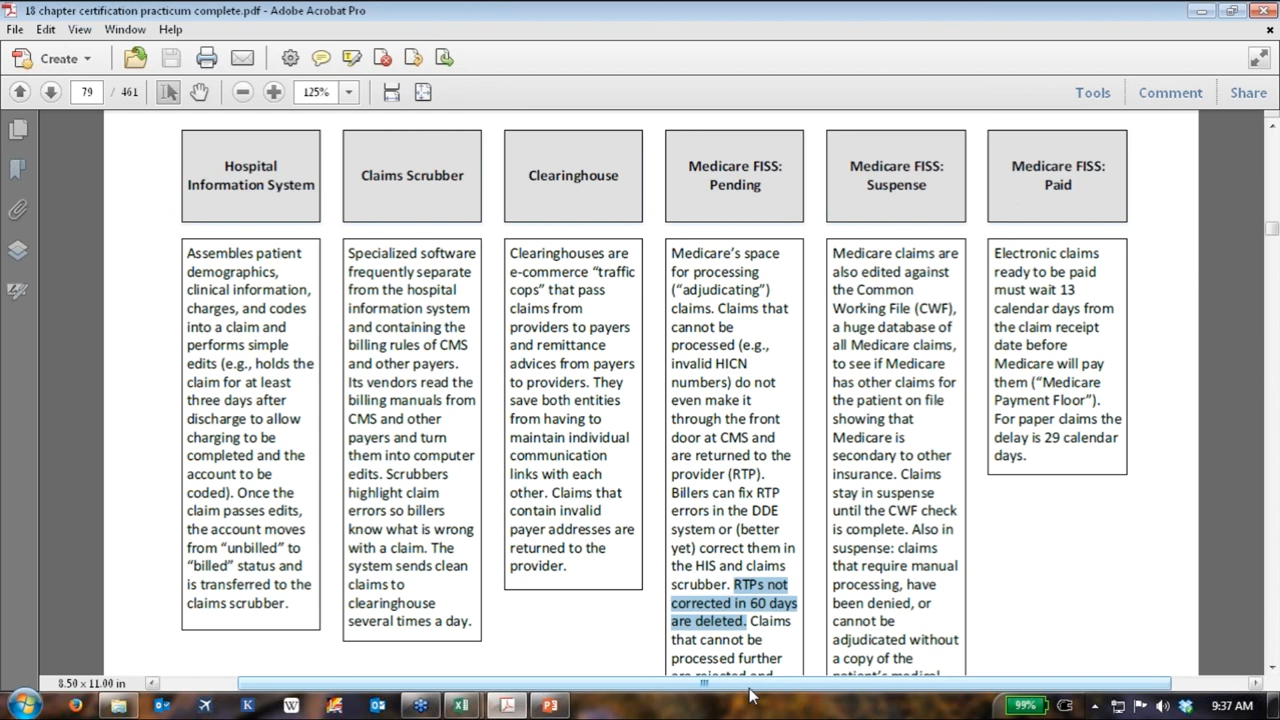 18 chapter certification practicum complete.pdf - Adobe Acrobat Pro
File Edit View Window Help
Create
79 / 461
125%
Tools Comment Share
Hospital
Information System
Assembles patient
demographics,
clinical information,
charges, and codes
into a claim and
performs simple
edits (e.g., holds the
claim for at least
three days after
discharge to allow
charging to be
completed and the
account to be
coded). Once the
claim passes edits,
the account moves
from “unbilled” to
“billed” status and
is transferred to the
claims scrubber.
Claims Scrubber
Specialized software
frequently separate
from the hospital
information system
and containing the
billing rules of CMS
and other payers.
Its vendors read the
billing manuals from
CMS and other
payers and turn
them into computer
edits. Scrubbers
highlight claim
errors so billers
know what is wrong
with a claim. The
system sends clean
claims to
clearinghouse
several times a day.
Clearinghouse
Clearinghouses are
e-commerce “traffic
cops” that pass
claims from
providers to payers
and remittance
advices from payers
to providers. They
save both entities
from having to
maintain individual
communication
links with each
other. Claims that
contain invalid
payer addresses are
returned to the
provider.
Medicare FISS:
Pending
Medicare’s space
for processing
(“adjudicating”)
claims. Claims that
cannot be
processed (e.g.,
invalid HICN
numbers) do not
even make it
through the front
door at CMS and
are returned to the
provider (RTP).
Billers can fix RTP
errors in the DDE
system or (better
yet) correct them in
the HIS and claims
scrubber. RTPs not
corrected in 60 days
are deleted. Claims
that cannot be
processed further
are rejected and
Medicare FISS:
Suspense
Medicare claims are
also edited against
the Common
Working File (CWF),
a huge database of
all Medicare claims,
to see if Medicare
has other claims for
the patient on file
showing that
Medicare is
secondary to other
insurance. Claims
stay in suspense
until the CWF check
is complete. Also in
suspense: claims
that require manual
processing, have
been denied, or
cannot be
adjudicated without
a copy of the
patient’s medical
Medicare FISS:
Paid
Electronic claims
ready to be paid
must wait 13
calendar days from
the claim receipt
date before
Medicare will pay
them (“Medicare
Payment Floor”).
For paper claims the
delay is 29 calendar
days.
8.50 x 11.00 in
99%
9:37 AM